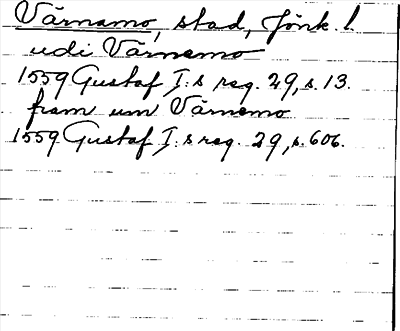 Värnamo, stad, Jönk. l.
udi Värnemo
1559 Gustaf I:s reg. 29, s. 13.
fram um Värnemo
1559 Gustaf I:s reg. 29, s. 606.